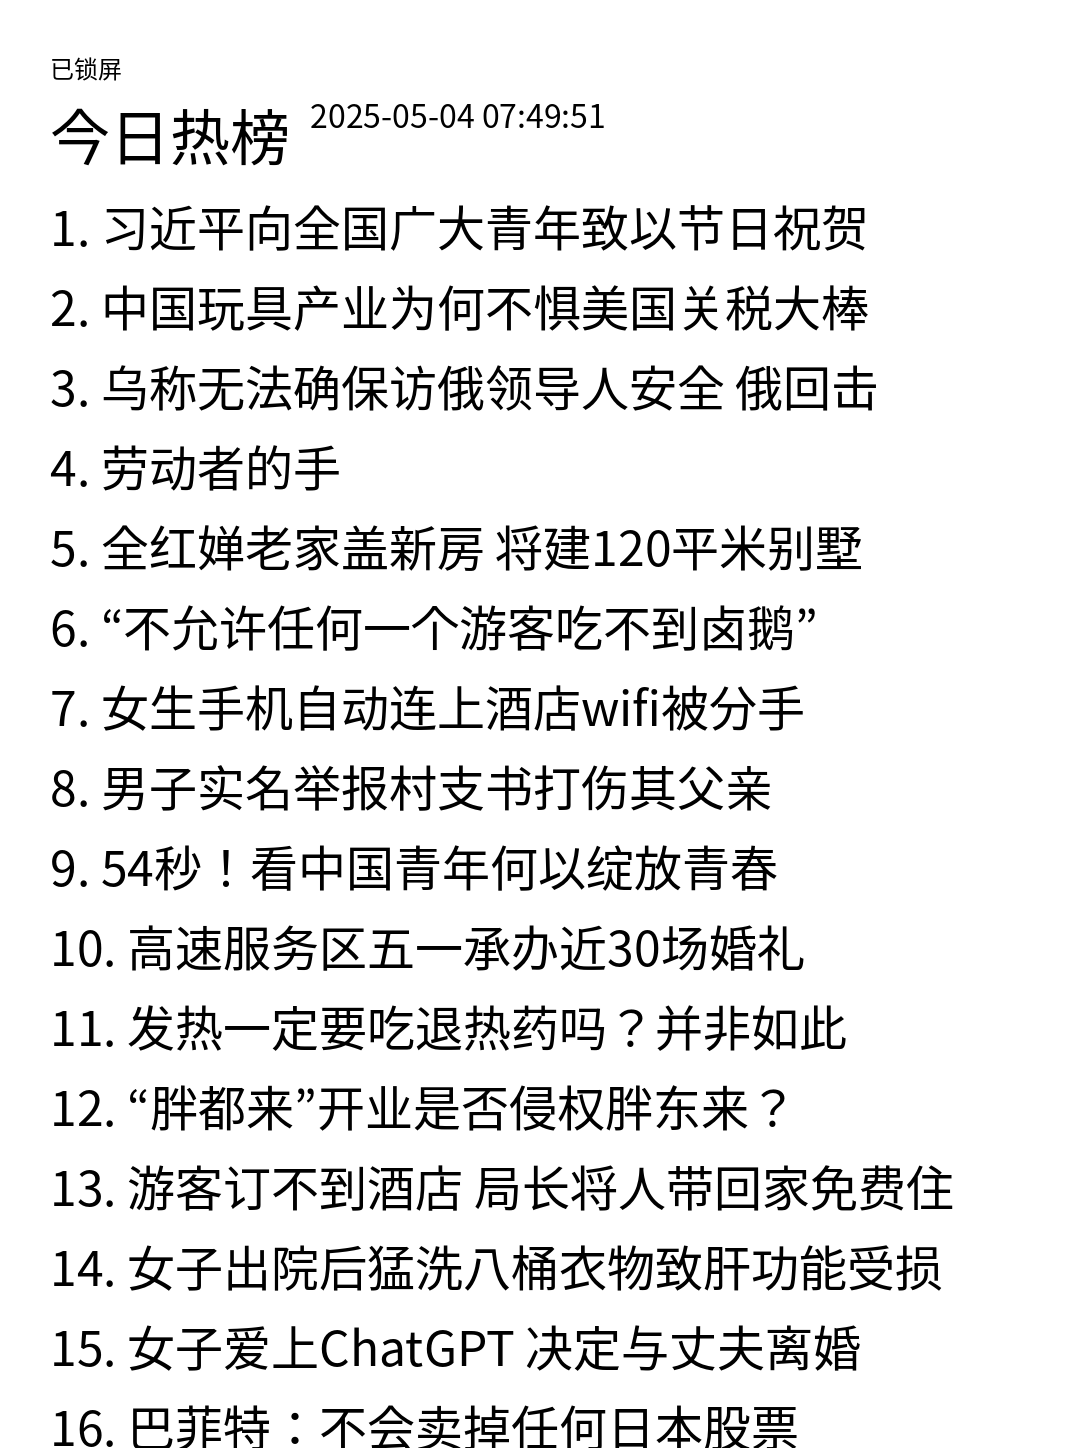 已锁屏
今日热榜 2025-05-04 07:49:51
1. 习近平向全国广大青年致以节日祝贺
2. 中国玩具产业为何不惧美国关税大棒
3. 乌称无法确保访俄领导人安全 俄回击
4. 劳动者的手
5. 全红婵老家盖新房 将建120平米别墅
6. “不允许任何一个游客吃不到卤鹅”
7. 女生手机自动连上酒店wifi被分手
8. 男子实名举报村支书打伤其父亲
9. 54秒！看中国青年何以绽放青春
10. 高速服务区五一承办近30场婚礼
11. 发热一定要吃退热药吗？并非如此
12. “胖都来”开业是否侵权胖东来？
13. 游客订不到酒店 局长将人带回家免费住
14. 女子出院后猛洗八桶衣物致肝功能受损
15. 女子爱上ChatGPT 决定与丈夫离婚
16. 巴菲特：不会卖掉任何日本股票